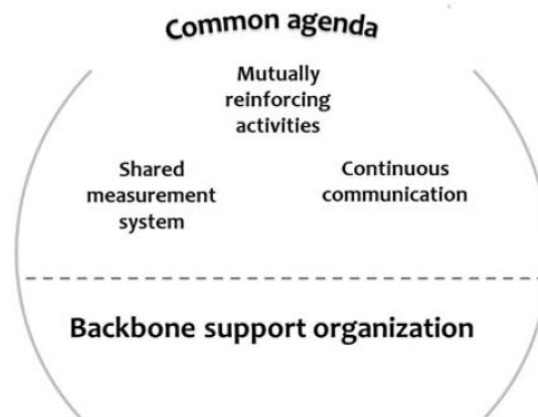 Common agenda
Mutually
reinforcing
activities
Shared
measurement
system
Continuous
communication
Backbone support organization